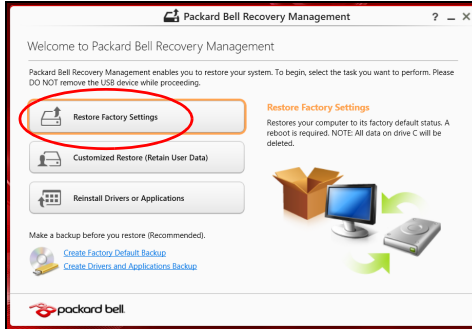 Packard Bell Recovery Management
Welcome to Packard Bell Recovery Management
Packard Bell Recovery Management enables you to restore your system. To begin, select the task you want to perform. Please
DO NOT remove the USB device while proceeding.
Restore Factory Settings
Customized Restore (Retain User Data)
Reinstall Drivers or Applications
Restore Factory Settings
Restores your computer to its factory default status. A
reboot is required. NOTE: All data on drive C will be
deleted.
Make a backup before you restore (Recommended).
Create Factory Default Backup
Create Drivers and Applications Backup
packard bell.